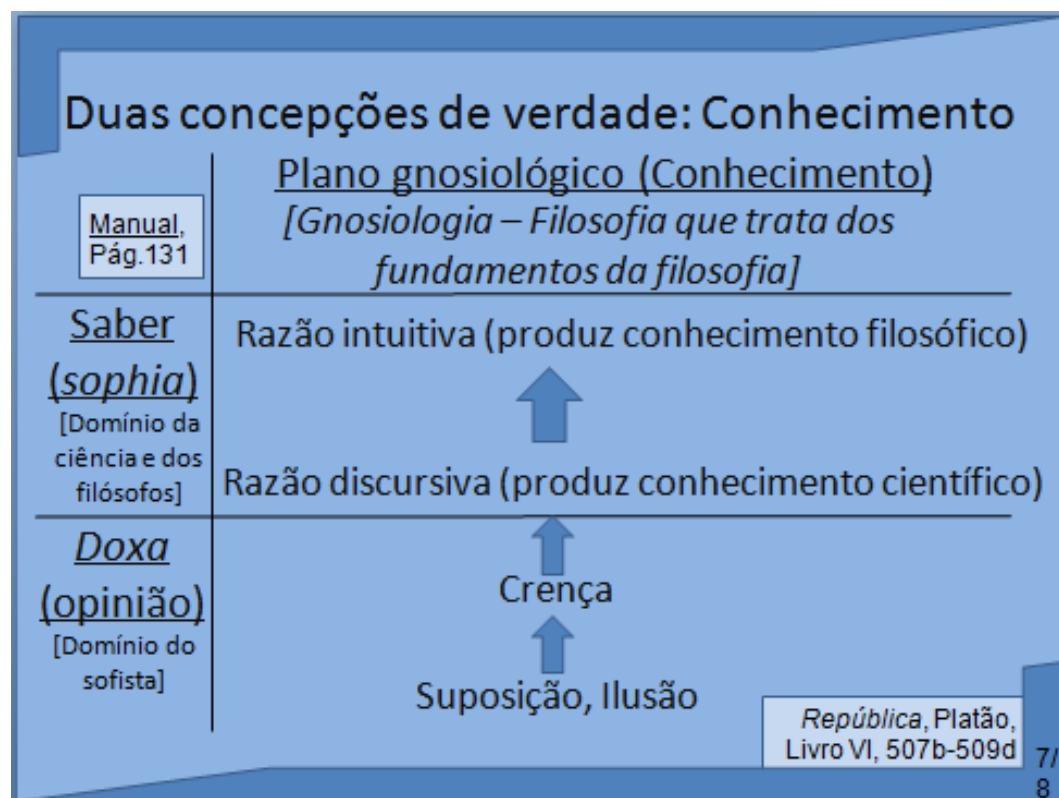 Duas concepções de verdade: Conhecimento
Manual,
Pág.131
Plano gnosiológico (Conhecimento)
[Gnosiologia – Filosofia que trata dos
fundamentos da filosofia]
Saber
(sophia)
[Domínio da
ciência e dos
filósofos]
Razão intuitiva (produz conhecimento filosófico)
Razão discursiva (produz conhecimento científico)
Doxa
(opinião)
[Domínio do
sofista]
Crença
Suposição, Ilusão
República, Platão,
Livro VI, 507b-509d
7/
8